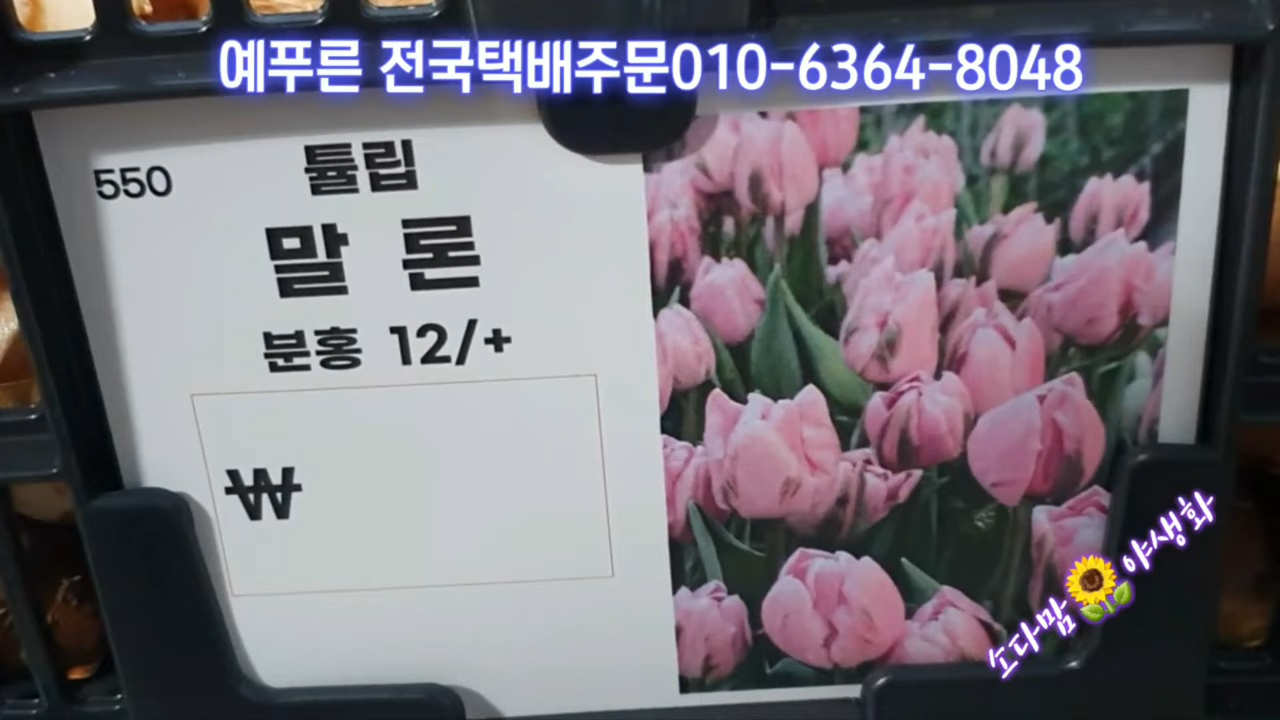 예푸른 전국택배주문010-6364-8048
550
튤립
말론
분홍 12/+
₩
소다맘🌻야생화